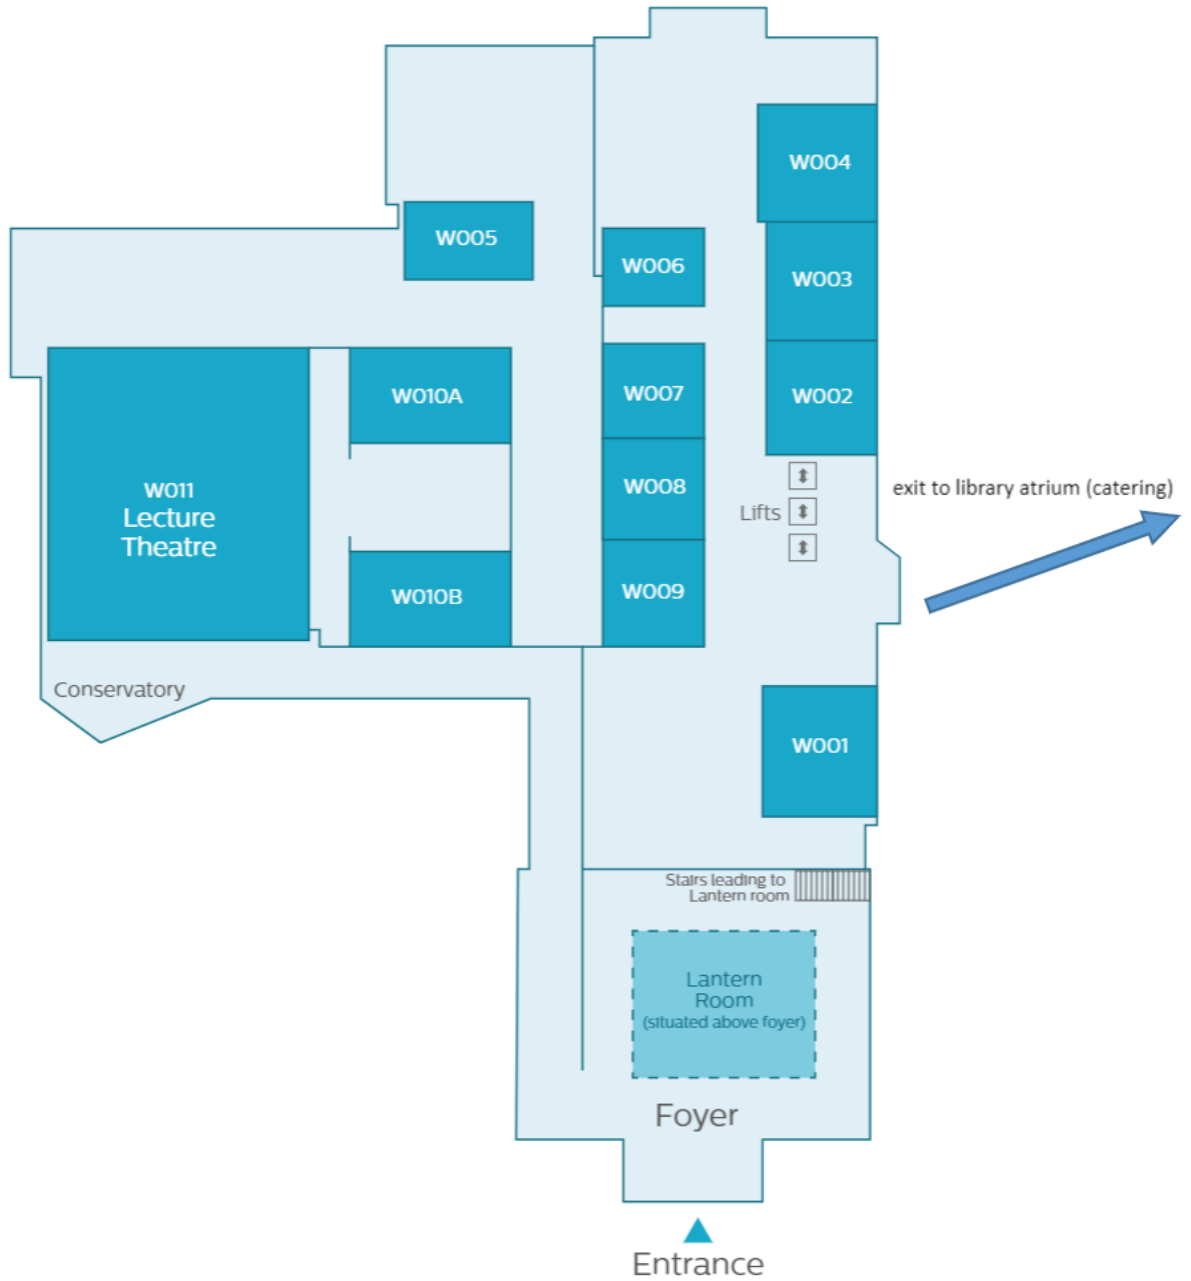 W004
W005
W006
W003
W010A
W007
W002
W011
Lecture
Theatre
W008
exit to library atrium (catering)
Lifts
W010B
W009
Conservatory
W001
Stairs leading to
Lantern room
Lantern
Room
(situated above foyer)
Foyer
Entrance